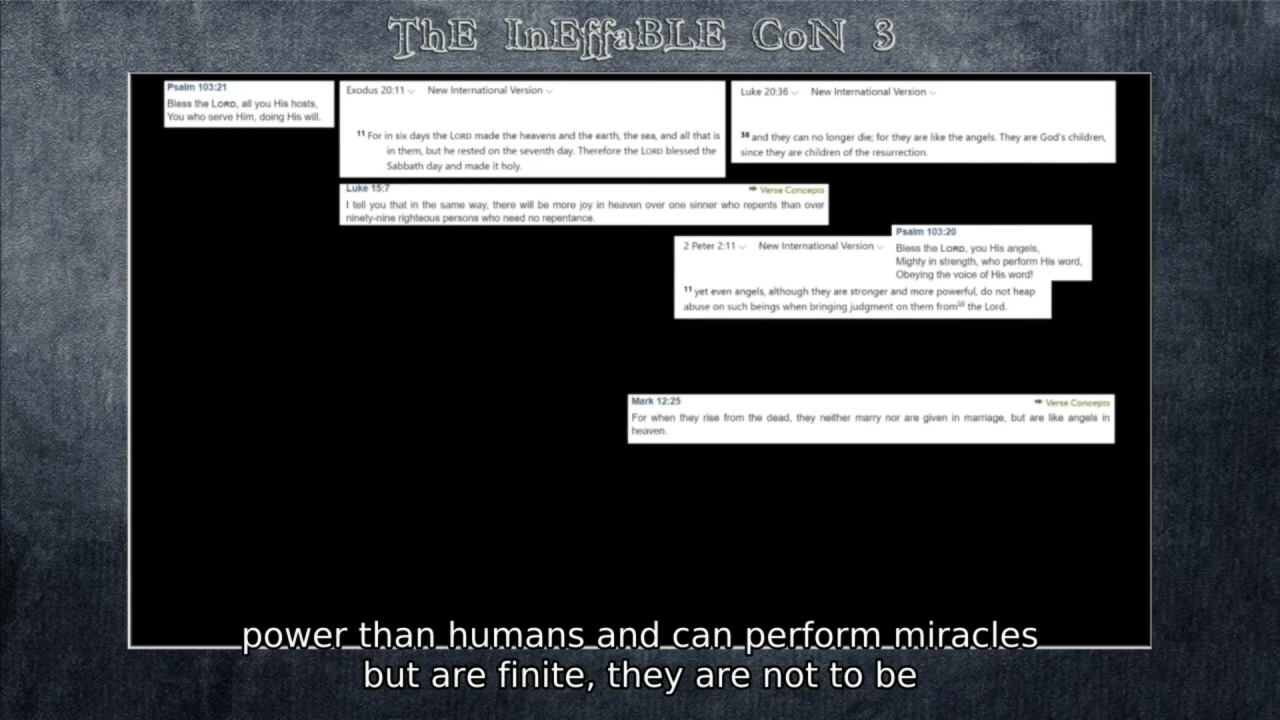 ThE InEffaBLE CoN 3
Psalm 103:21
Bless the LORD, all you His hosts,
You who serve Him, doing His will.
Exodus 20:11 New International Version
11 For in six days the LORD made the heavens and the earth, the sea, and all that is
in them, but he rested on the seventh day. Therefore the LORD blessed the
Sabbath day and made it holy.
Luke 20:36 New International Version
36 and they can no longer die; for they are like the angels. They are God's children,
since they are children of the resurrection.
Luke 15:7 Verse Concepts
I tell you that in the same way, there will be more joy in heaven over one sinner who repents than over
ninety-nine righteous persons who need no repentance.
2 Peter 2:11 New International Version
11 yet even angels, although they are stronger and more powerful, do not heap
abuse on such beings when bringing judgment on them from[a] the Lord.
Psalm 103:20
Bless the LORD, you His angels,
Mighty in strength, who perform His word,
Obeying the voice of His word!
Mark 12:25 Verse Concepts
For when they rise from the dead, they neither marry nor are given in marriage, but are like angels in
heaven.
power than humans and can perform miracles
but are finite, they are not to be